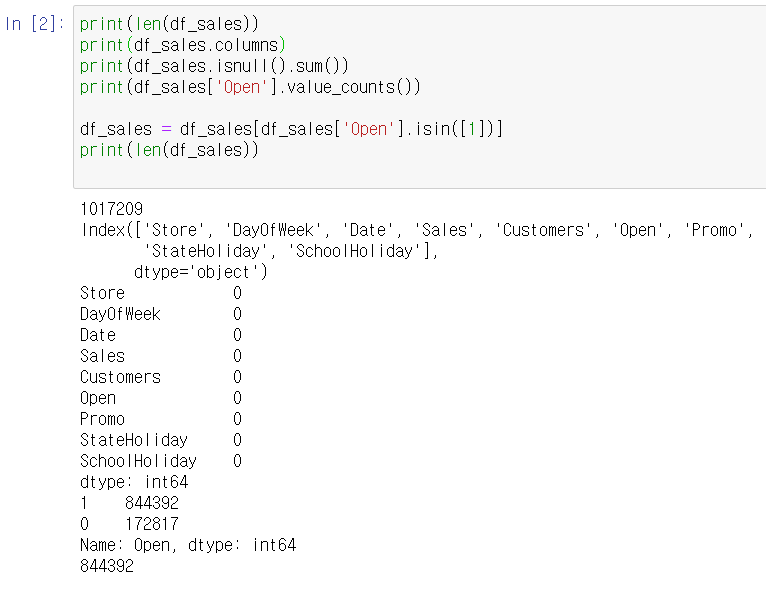 In [2]: print(len(df_sales))
print(df_sales.columns)
print(df_sales.isnull().sum())
print(df_sales['Open'].value_counts())

df_sales = df_sales[df_sales['Open'].isin([1])]
print(len(df_sales))

1017209
Index(['Store', 'DayOfWeek', 'Date', 'Sales', 'Customers', 'Open', 'Promo',
       'StateHoliday', 'SchoolHoliday'],
      dtype='object')
Store            0
DayOfWeek        0
Date             0
Sales            0
Customers        0
Open             0
Promo            0
StateHoliday     0
SchoolHoliday    0
dtype: int64
1    844392
0    172817
Name: Open, dtype: int64
844392